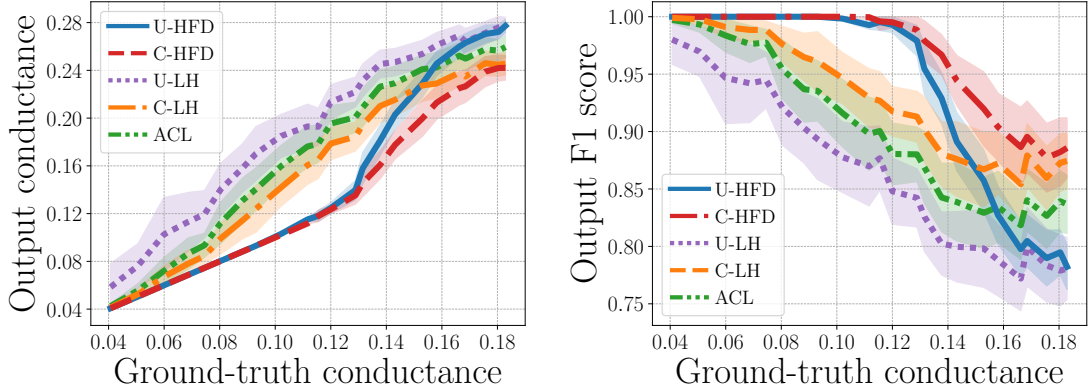 Output conductance
0.28
0.24
0.20
0.16
0.12
0.08
0.04
U-HFD
C-HFD
U-LH
C-LH
ACL
0.04 0.06 0.08 0.10 0.12 0.14 0.16 0.18
Ground-truth conductance
Output F1 score
1.00
0.95
0.90
0.85
0.80
0.75
U-HFD
C-HFD
U-LH
C-LH
ACL
0.04 0.06 0.08 0.10 0.12 0.14 0.16 0.18
Ground-truth conductance